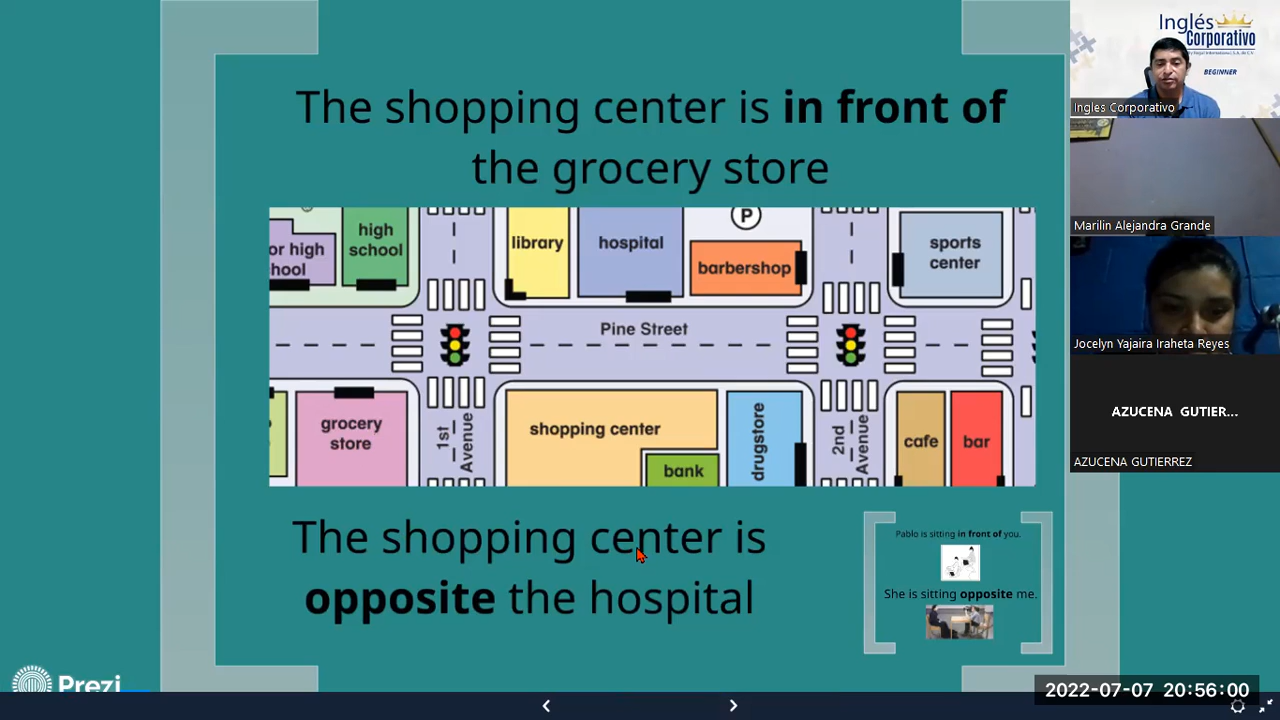 The shopping center is in front of
the grocery store
high
school
or high
hool
library
hospital
P
barbershop
sports
center
Pine Street
grocery
store
1st
Avenue
shopping center
bank
drugstore
2nd
Avenue
cafe
bar
The shopping center is
opposite the hospital
Pablo is sitting in front of you.
She is sitting opposite me.
Prezi
Inglés
Corporativo
BEGINNER
Ingles Corporativo
Marilin Alejandra Grande
Jocelyn Yajaira Iraheta Reyes
AZUCENA GUTIER...
AZUCENA GUTIERREZ
2022-07-07 20:56:00